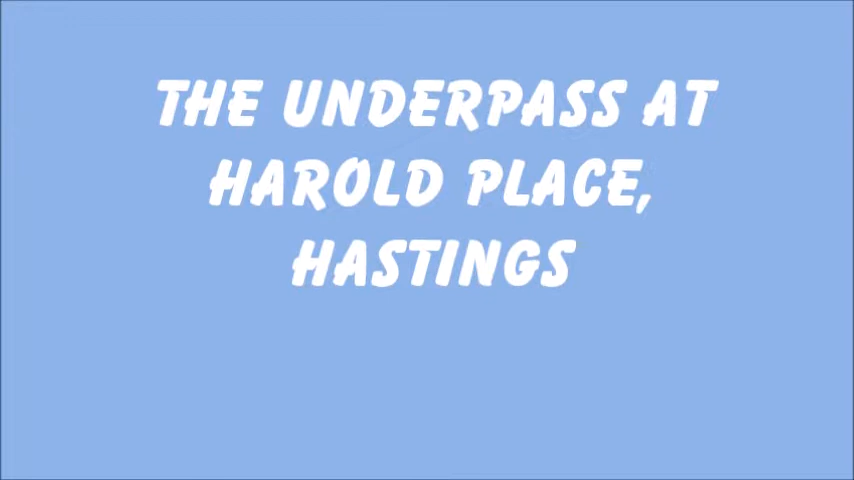 THE UNDERPASS AT
HAROLD PLACE,
HASTINGS